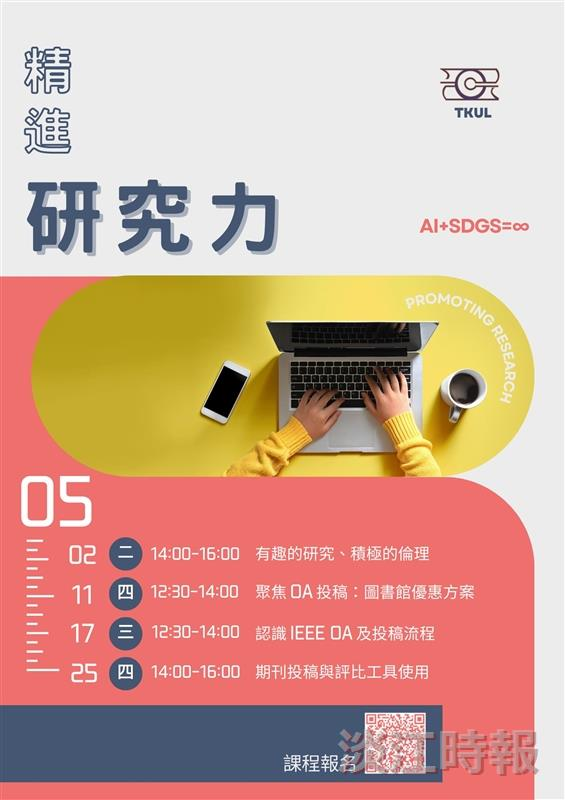 精
進
研究力
TKUL
AI+SDGS=∞
PROMOTING RESEARCH
05
02 二 14:00-16:00 有趣的研究、積極的倫理
11 四 12:30-14:00 聚焦 OA 投稿：圖書館優惠方案
17 三 12:30-14:00 認識 IEEE OA 及投稿流程
25 四 14:00-16:00 期刊投稿與評比工具使用
課程報名
淡江時報